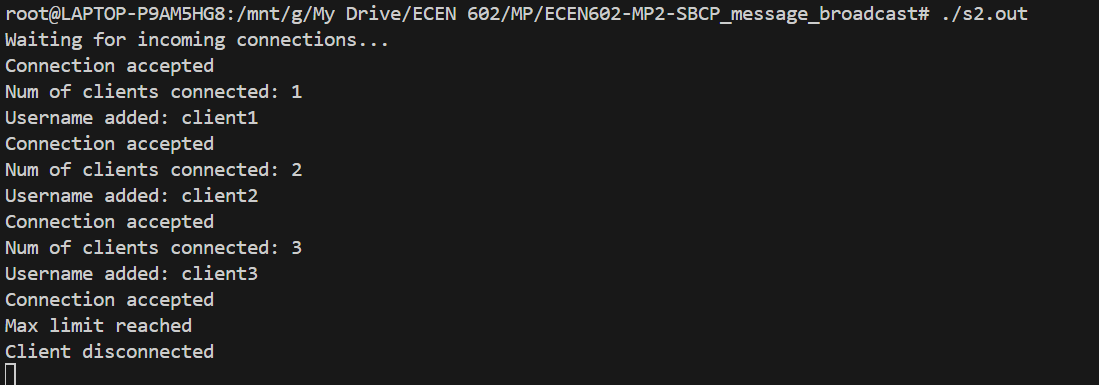 root@LAPTOP-P9AM5HG8:/mnt/g/My Drive/ECEN 602/MP/ECEN602-MP2-SBCP_message_broadcast# ./s2.out
Waiting for incoming connections...
Connection accepted
Num of clients connected: 1
Username added: client1
Connection accepted
Num of clients connected: 2
Username added: client2
Connection accepted
Num of clients connected: 3
Username added: client3
Connection accepted
Max limit reached
Client disconnected